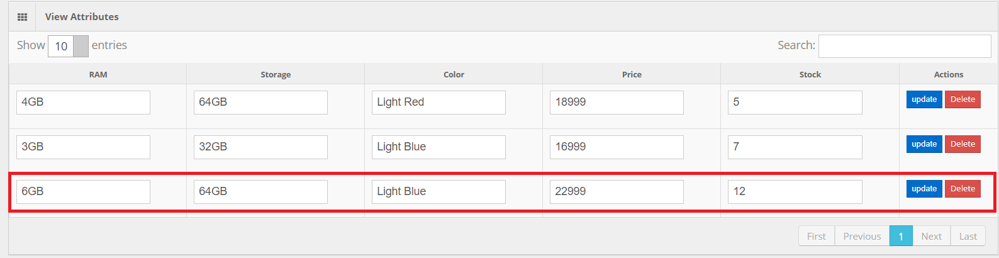 View Attributes
Show 10 entries Search:
RAM Storage Color Price Stock Actions
4GB 64GB Light Red 18999 5 update Delete
3GB 32GB Light Blue 16999 7 update Delete
6GB 64GB Light Blue 22999 12 update Delete
First Previous 1 Next Last